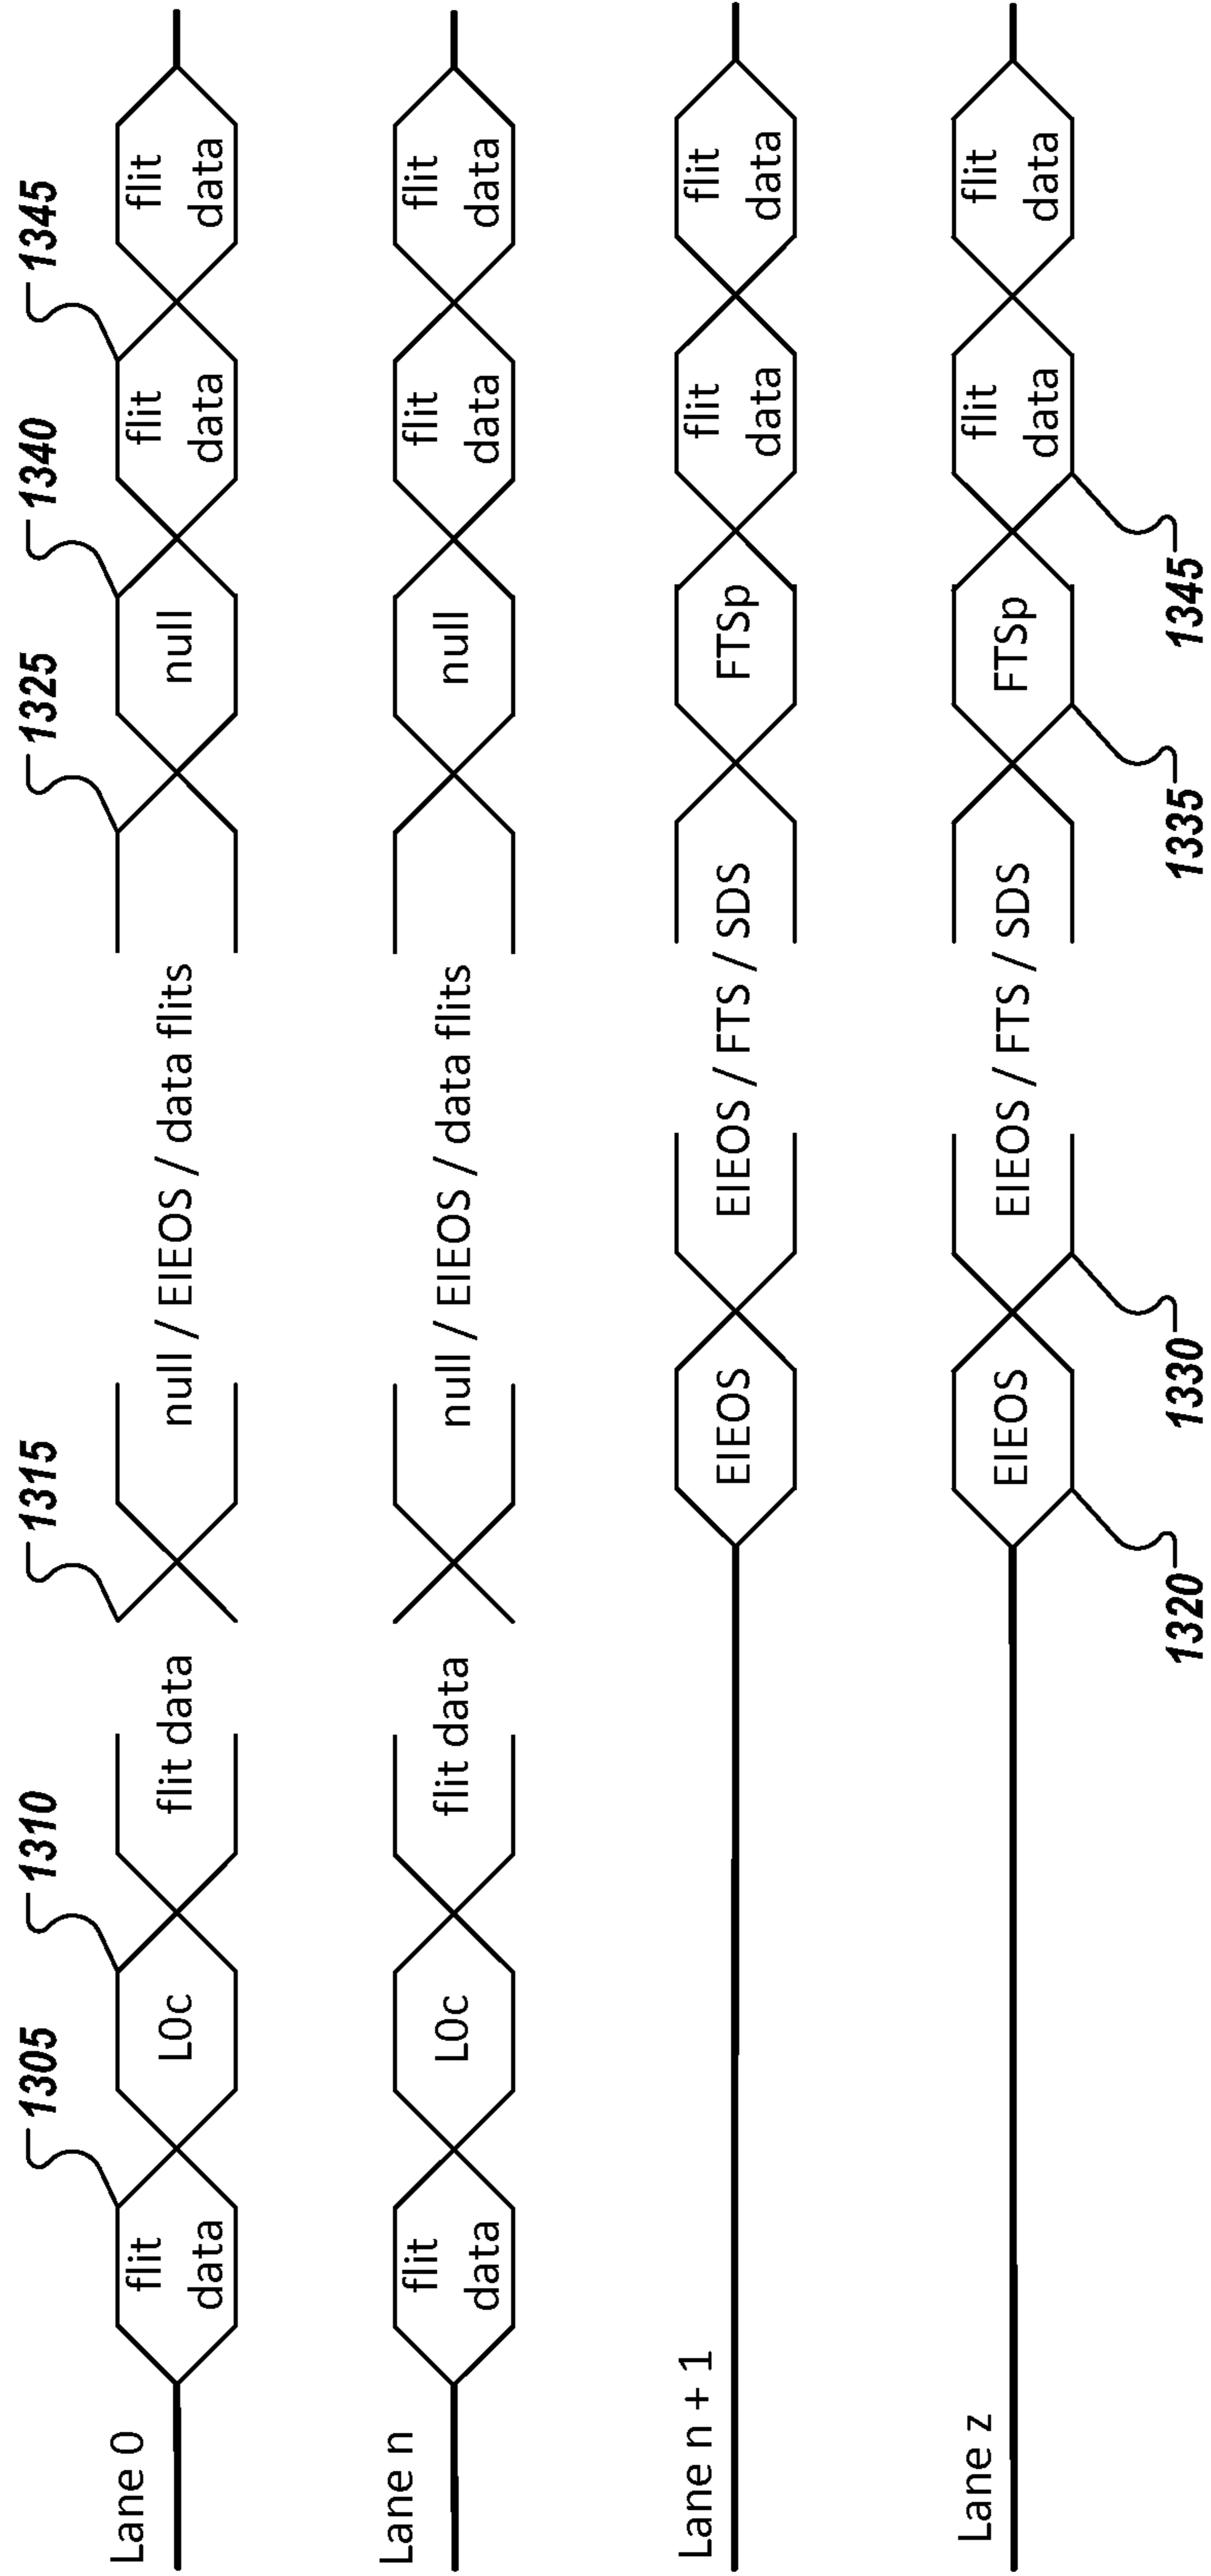 1305
1310
1315
1325
1340
1345
Lane 0
flit
data
L0c
flit data
null / EIEOS / data flits
null
flit
data
flit
data
Lane n
flit
data
L0c
flit data
null / EIEOS / data flits
null
flit
data
flit
data
Lane n + 1
EIEOS
EIEOS / FTS / SDS
FTSp
flit
data
flit
data
Lane z
EIEOS
EIEOS / FTS / SDS
FTSp
flit
data
flit
data
1320
1330
1335
1345